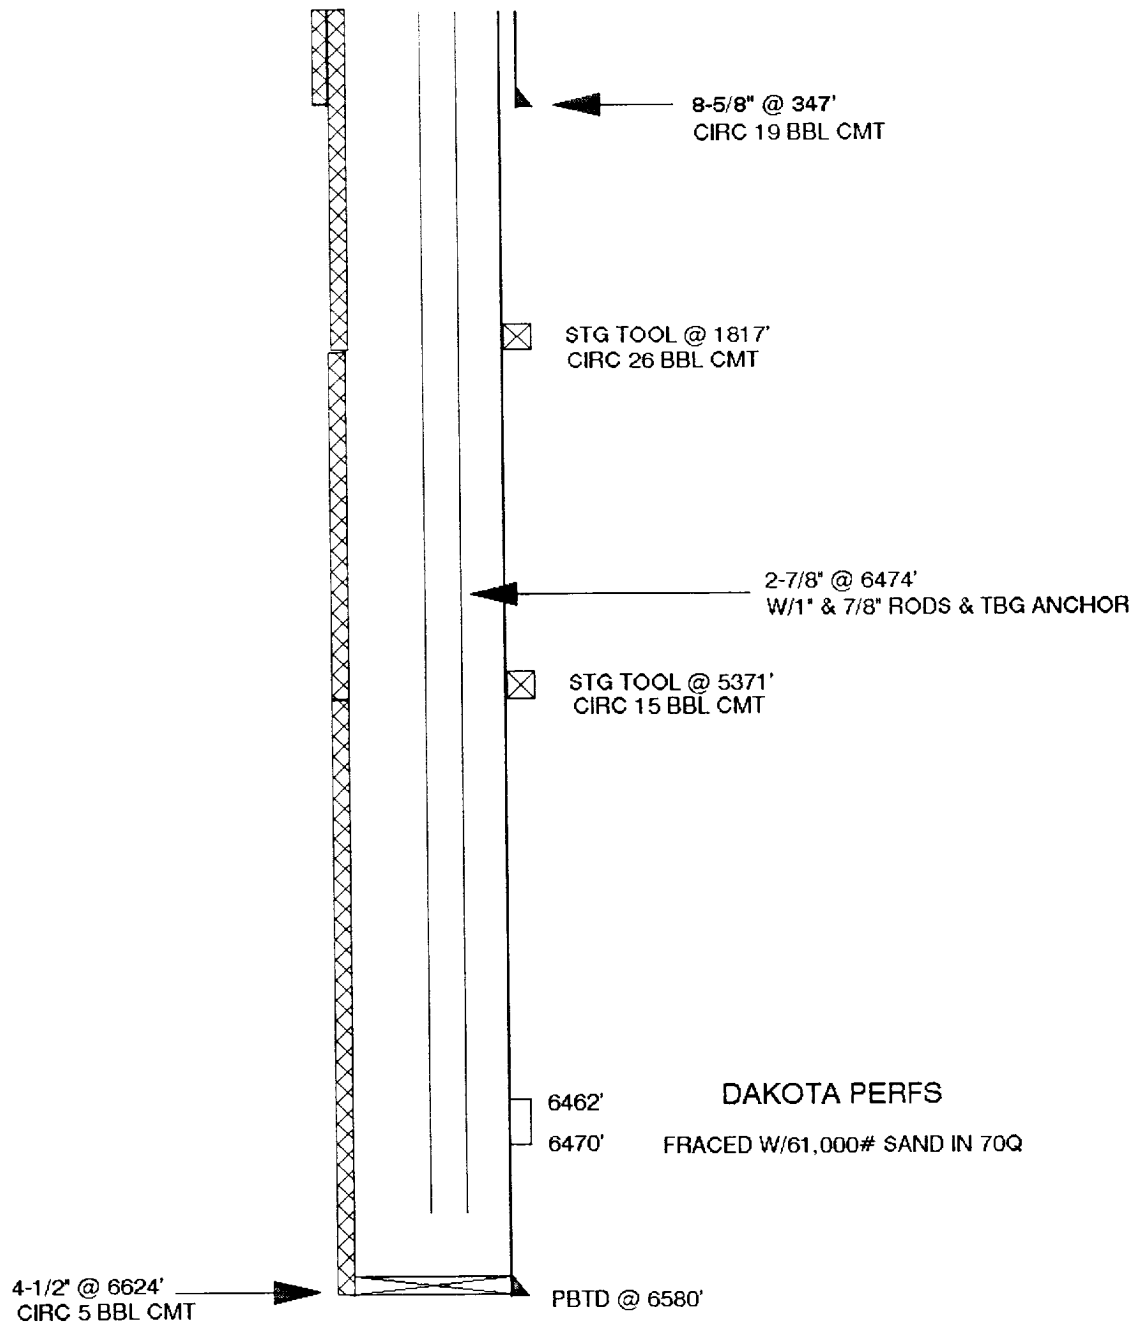 8-5/8" @ 347'
CIRC 19 BBL CMT
STG TOOL @ 1817'
CIRC 26 BBL CMT
2-7/8" @ 6474'
W/1" & 7/8" RODS & TBG ANCHOR
STG TOOL @ 5371'
CIRC 15 BBL CMT
6462'
DAKOTA PERFS
6470'
FRACED W/61,000# SAND IN 70Q
4-1/2" @ 6624'
CIRC 5 BBL CMT
PBTD @ 6580'